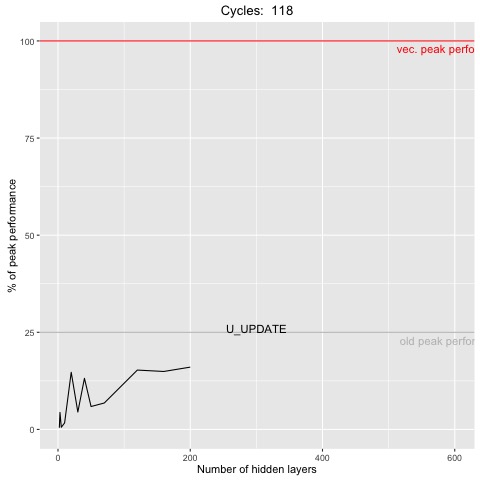 Cycles: 118
100
vec. peak perfo
75
% of peak performance
50
U_UPDATE
25
old peak perfor
0
0 200 400 600
Number of hidden layers